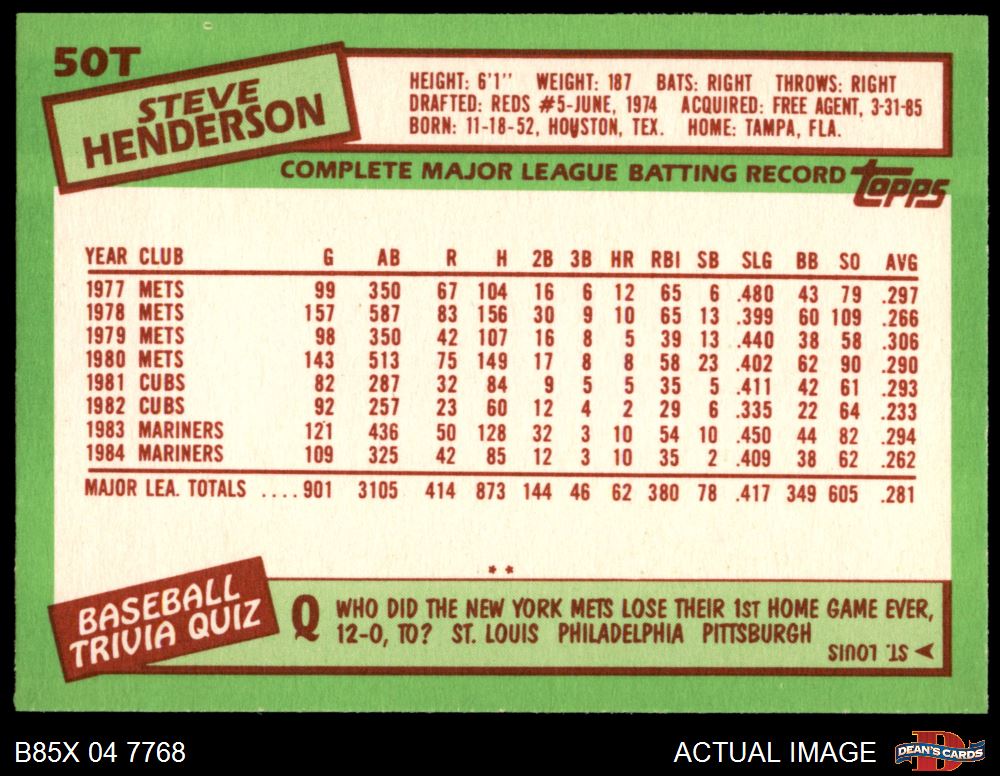 50T
STEVE
HENDERSON
HEIGHT: 6'1" WEIGHT: 187 BATS: RIGHT THROWS: RIGHT
DRAFTED: REDS #5-JUNE, 1974 ACQUIRED: FREE AGENT, 3-31-85
BORN: 11-18-52, HOUSTON, TEX. HOME: TAMPA, FLA.
COMPLETE MAJOR LEAGUE BATTING RECORD topps
YEAR CLUB G AB R H 2B 3B HR RBI SB SLG BB SO AVG
1977 METS 99 350 67 104 16 6 12 65 6 .480 43 79 .297
1978 METS 157 587 83 156 30 9 10 65 13 .399 60 109 .266
1979 METS 98 350 42 107 16 8 5 39 13 .440 38 58 .306
1980 METS 143 513 75 149 17 8 8 58 23 .402 62 90 .290
1981 CUBS 82 287 32 84 9 5 5 35 5 .411 42 61 .293
1982 CUBS 92 257 23 60 12 4 2 29 6 .335 22 64 .233
1983 MARINERS 121 436 50 128 32 3 10 54 10 .450 44 82 .294
1984 MARINERS 109 325 42 85 12 3 10 35 2 .409 38 62 .262
MAJOR LEA. TOTALS ....901 3105 414 873 144 46 62 380 78 .417 349 605 .281
**
BASEBALL
TRIVIA QUIZ
Q WHO DID THE NEW YORK METS LOSE THEIR 1ST HOME GAME EVER,
12-0, TO? ST. LOUIS PHILADELPHIA PITTSBURGH
ST. LOUIS
B85X 04 7768
ACTUAL IMAGE
DEAN'S CARDS